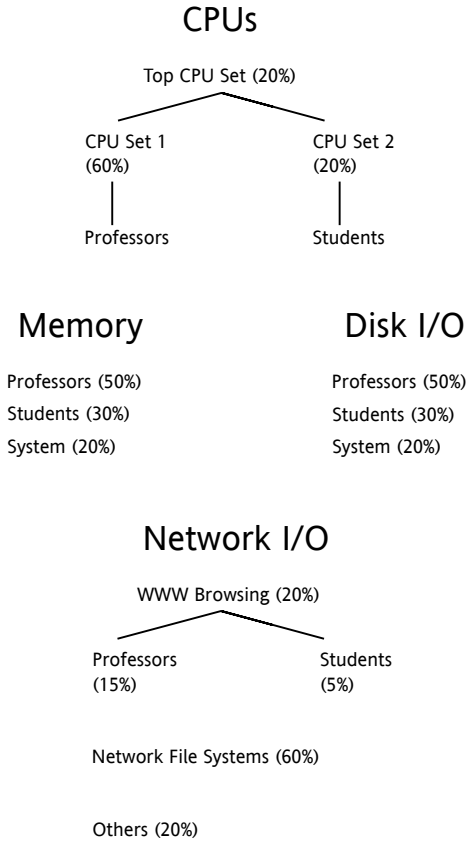 CPUs
Top CPU Set (20%)
CPU Set 1
(60%)
CPU Set 2
(20%)
Professors
Students
Memory
Professors (50%)
Students (30%)
System (20%)
Disk I/O
Professors (50%)
Students (30%)
System (20%)
Network I/O
WWW Browsing (20%)
Professors
(15%)
Students
(5%)
Network File Systems (60%)
Others (20%)